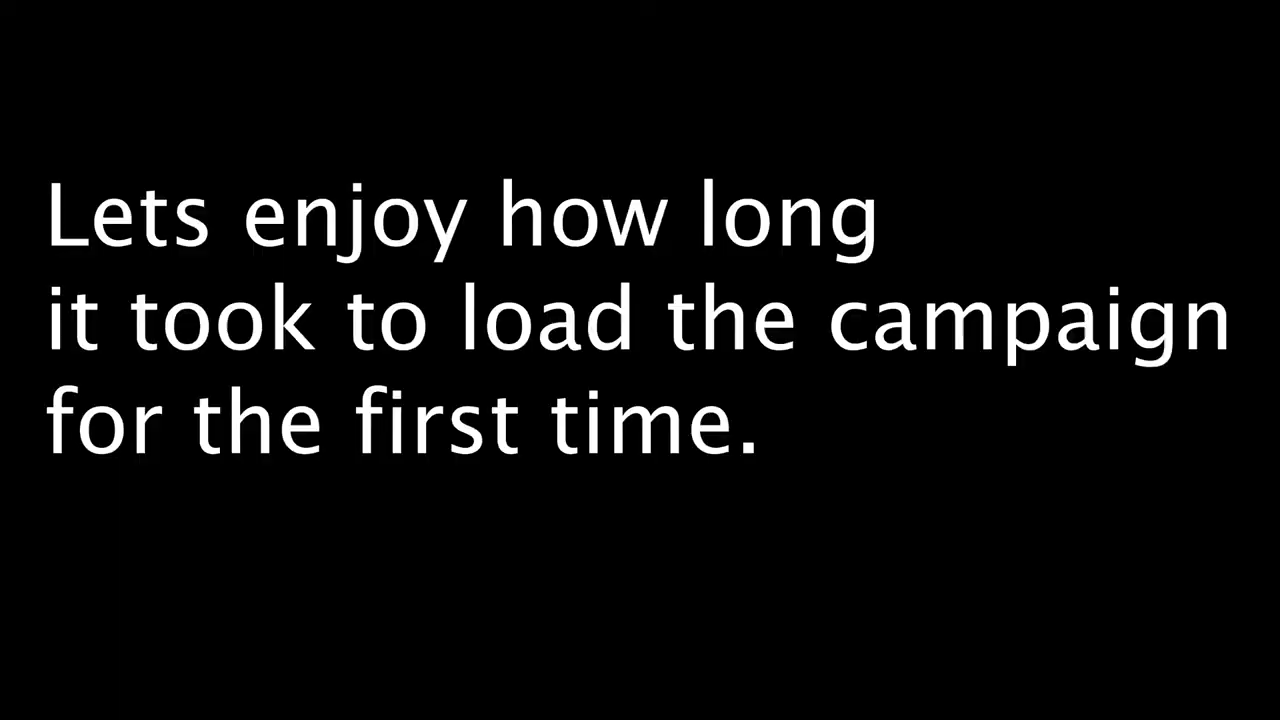 Lets enjoy how long
it took to load the campaign
for the first time.